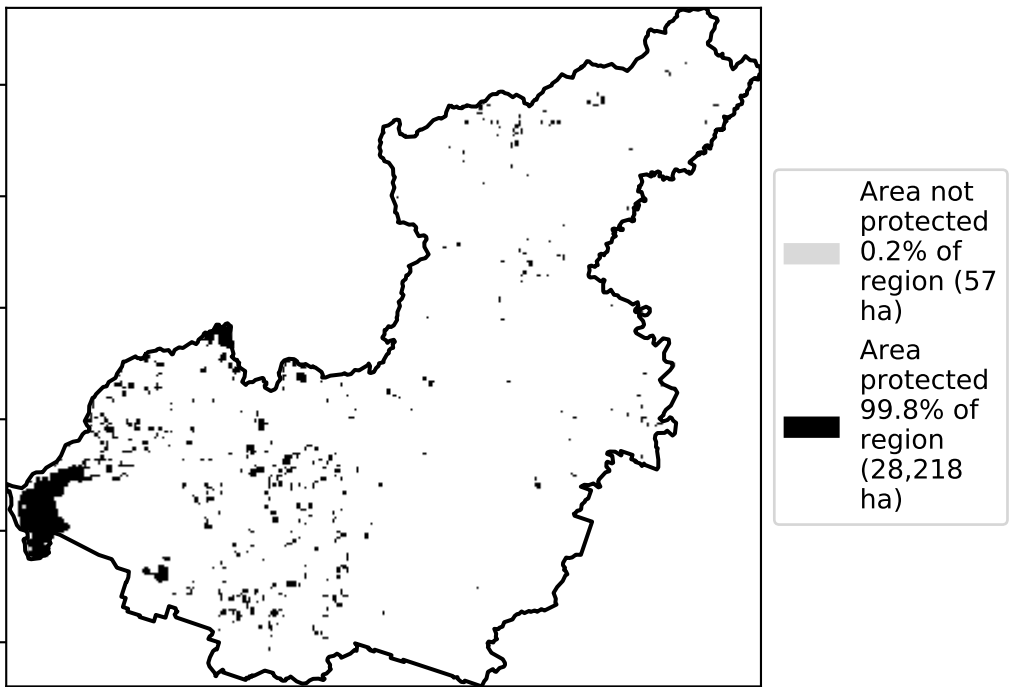 Area not
protected
0.2% of
region (57
ha)
Area
protected
99.8% of
region
(28,218
ha)